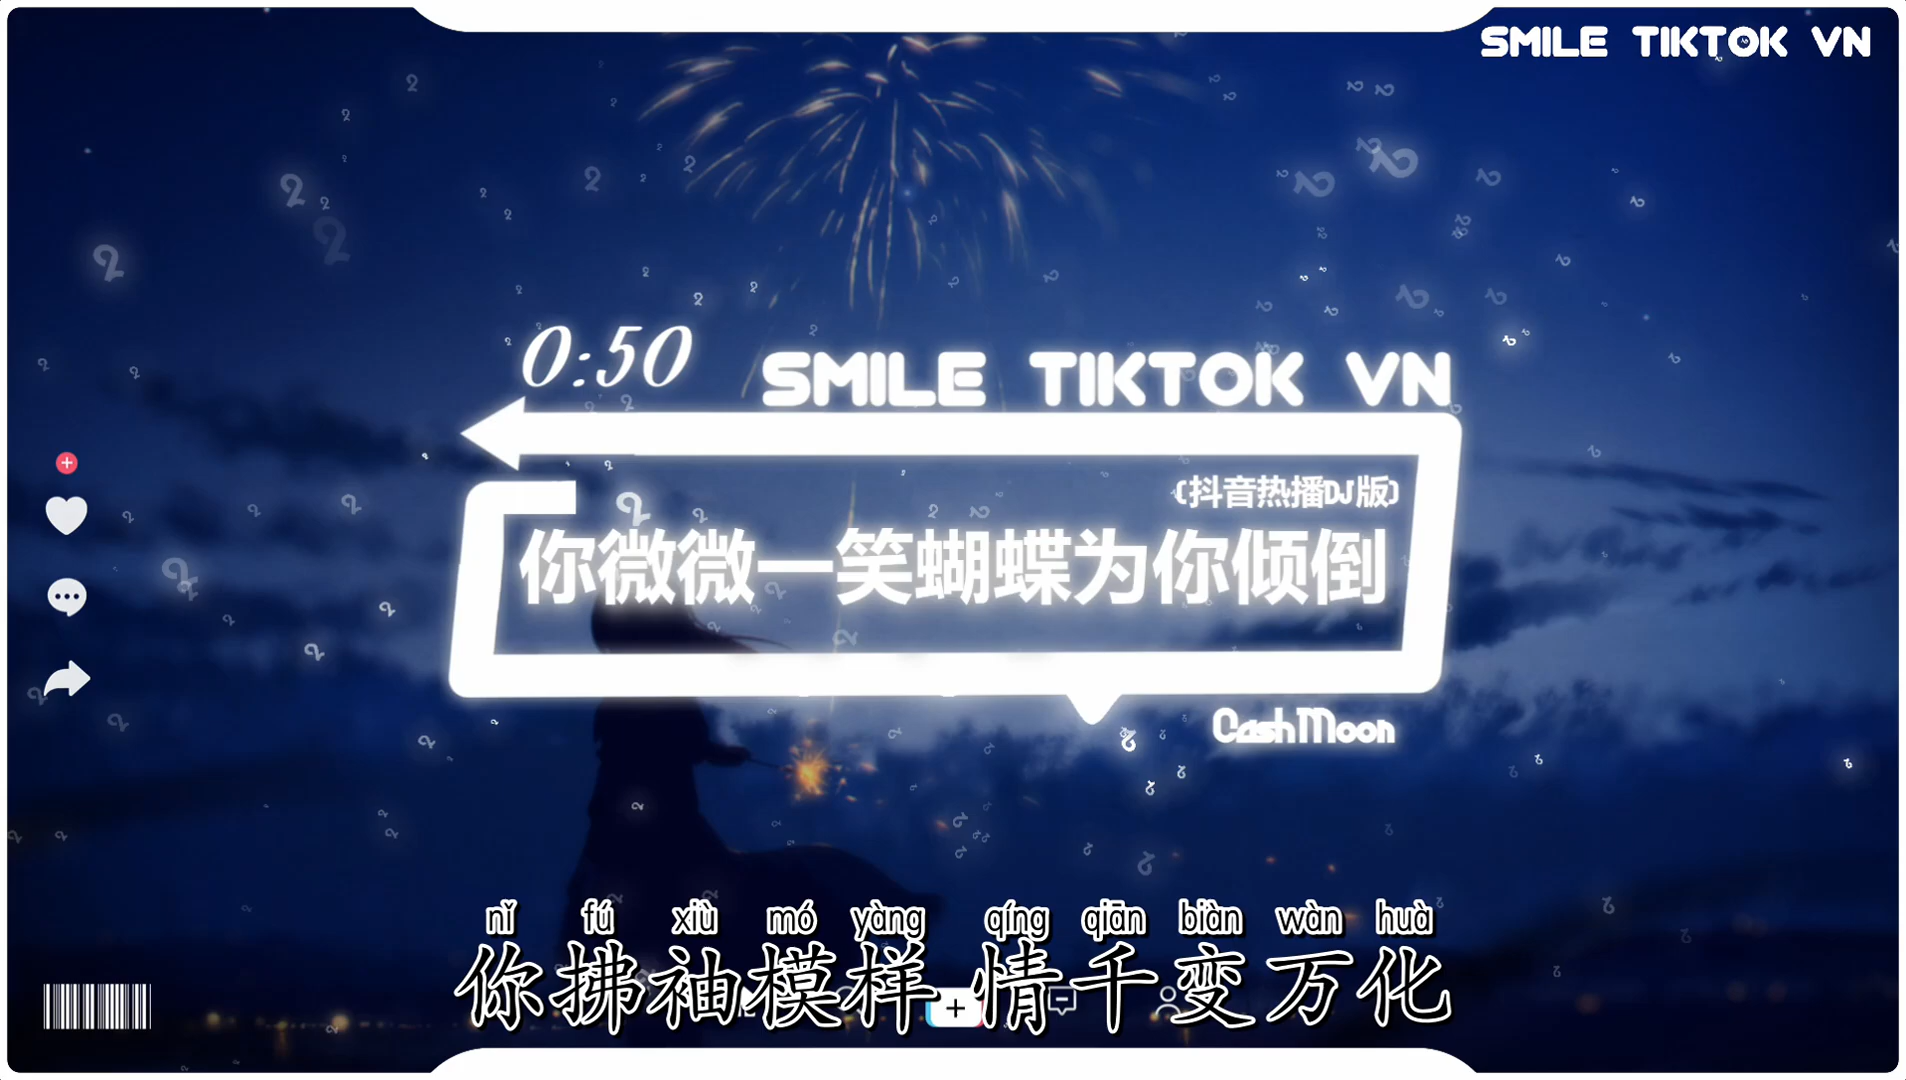 SMILE TIKTOK VN
0:50
SMILE TIKTOK VN
(抖音热播DJ版)
你微微一笑蝴蝶为你倾倒
CashMoon
nǐ fú xiù mó yàng qíng qiān biàn wàn huà
你拂袖模样 情千变万化